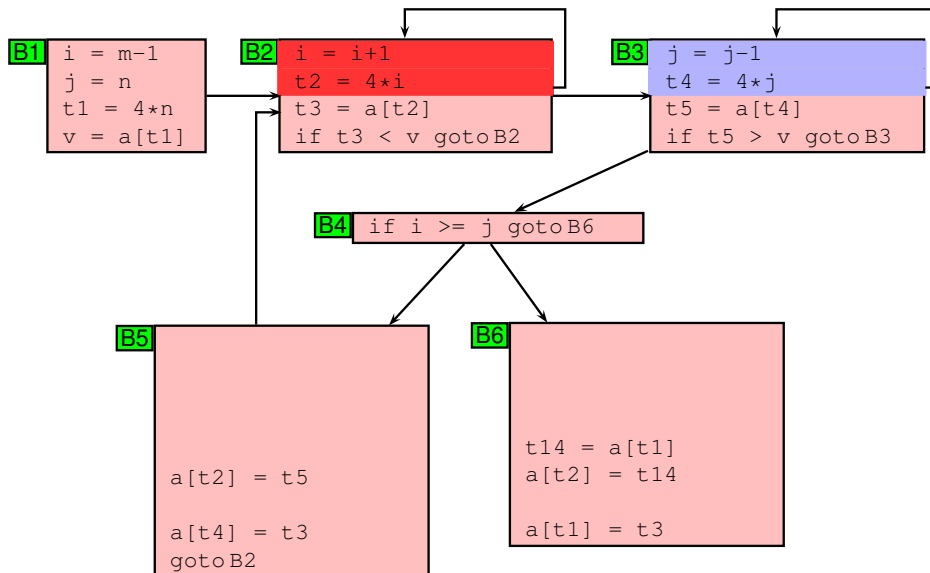 B1
i = m-1
j = n
t1 = 4*n
v = a[t1]
B2
i = i+1
t2 = 4*i
t3 = a[t2]
if t3 < v goto B2
B3
j = j-1
t4 = 4*j
t5 = a[t4]
if t5 > v goto B3
B4
if i >= j goto B6
B5
a[t2] = t5
a[t4] = t3
goto B2
B6
t14 = a[t1]
a[t2] = t14
a[t1] = t3